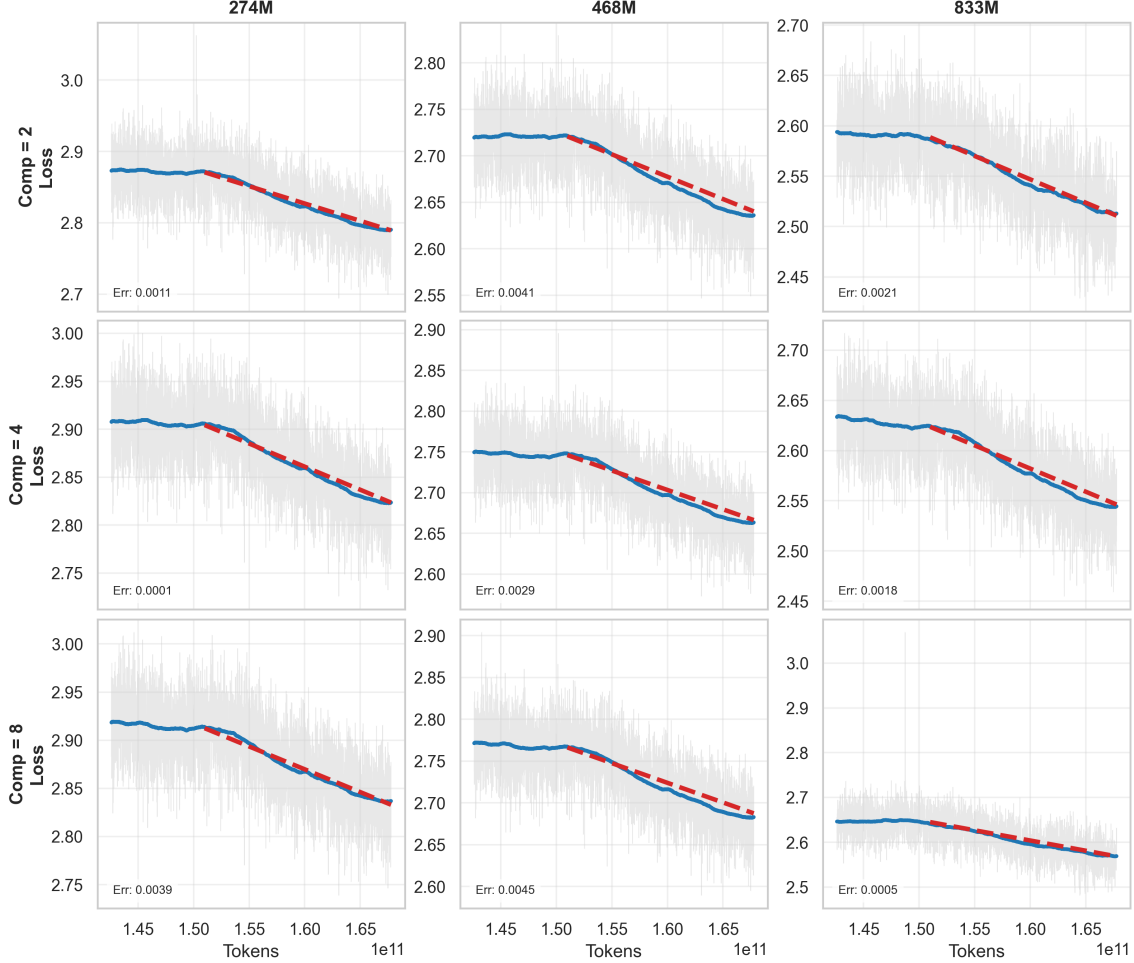 274M 468M 833M
Comp = 2
Loss
3.0
2.9
2.8
2.7
Err: 0.0011
2.80
2.75
2.70
2.65
2.60
2.55
Err: 0.0041
2.70
2.65
2.60
2.55
2.50
2.45
Err: 0.0021
Comp = 4
Loss
3.00
2.95
2.90
2.85
2.80
2.75
Err: 0.0001
2.90
2.85
2.80
2.75
2.70
2.65
2.60
Err: 0.0029
2.70
2.65
2.60
2.55
2.50
2.45
Err: 0.0018
Comp = 8
Loss
3.00
2.95
2.90
2.85
2.80
2.75
Err: 0.0039
1.45 1.50 1.55 1.60 1.65
Tokens
1e11
2.90
2.80
2.75
2.70
2.60
Err: 0.0045
1.45 1.50 1.55 1.60 1.65
Tokens
1e11
3.0
2.9
2.8
2.7
2.6
2.5
Err: 0.0005
1.45 1.50 1.55 1.60 1.65
Tokens
1e11